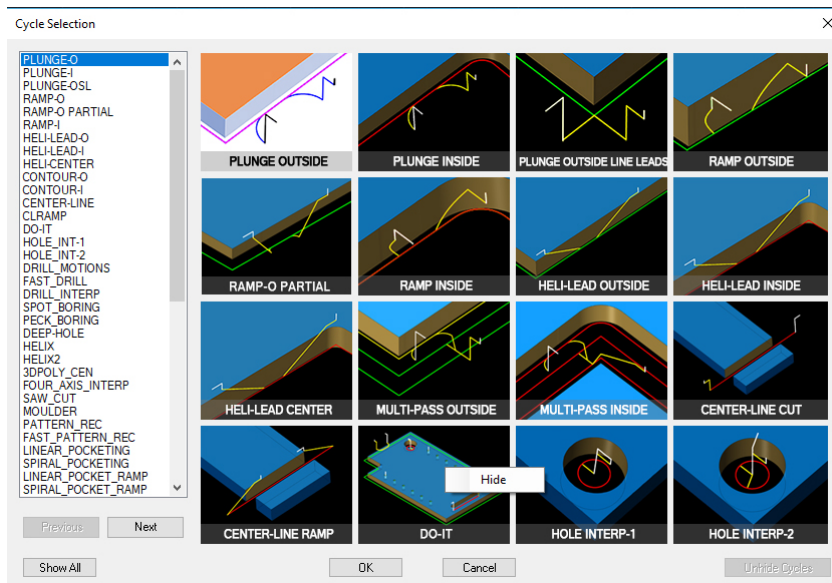 Cycle Selection
PLUNGE-O
PLUNGE-I
PLUNGE-OSL
RAMP-O
RAMP-O PARTIAL
RAMP-I
HELI-LEAD-O
HELI-LEAD-I
HELI-CENTER
CONTOUR-O
CONTOUR-I
CENTER-LINE
CLRAMP
DO-IT
HOLE_INT-1
HOLE_INT-2
DRILL_MOTIONS
FAST_DRILL
DRILL_INTERP
SPOT_BORING
PECK_BORING
DEEP-HOLE
HELIX
HELIX2
3DPOLY_CEN
FOUR_AXIS_INTERP
SAW_CUT
MOULDER
PATTERN_REC
FAST_PATTERN_REC
LINEAR_POCKETING
SPIRAL_POCKETING
LINEAR_POCKET_RAMP
SPIRAL_POCKET_RAMP
PLUNGE OUTSIDE
PLUNGE INSIDE
PLUNGE OUTSIDE LINE LEADS
RAMP OUTSIDE
RAMP-O PARTIAL
RAMP INSIDE
HELI-LEAD OUTSIDE
HELI-LEAD INSIDE
HELI-LEAD CENTER
MULTI-PASS OUTSIDE
MULTI-PASS INSIDE
CENTER-LINE CUT
CENTER-LINE RAMP
DO-IT
Hide
HOLE INTERP-1
HOLE INTERP-2
Previous
Next
Show All
OK
Cancel
Unhide Cycles